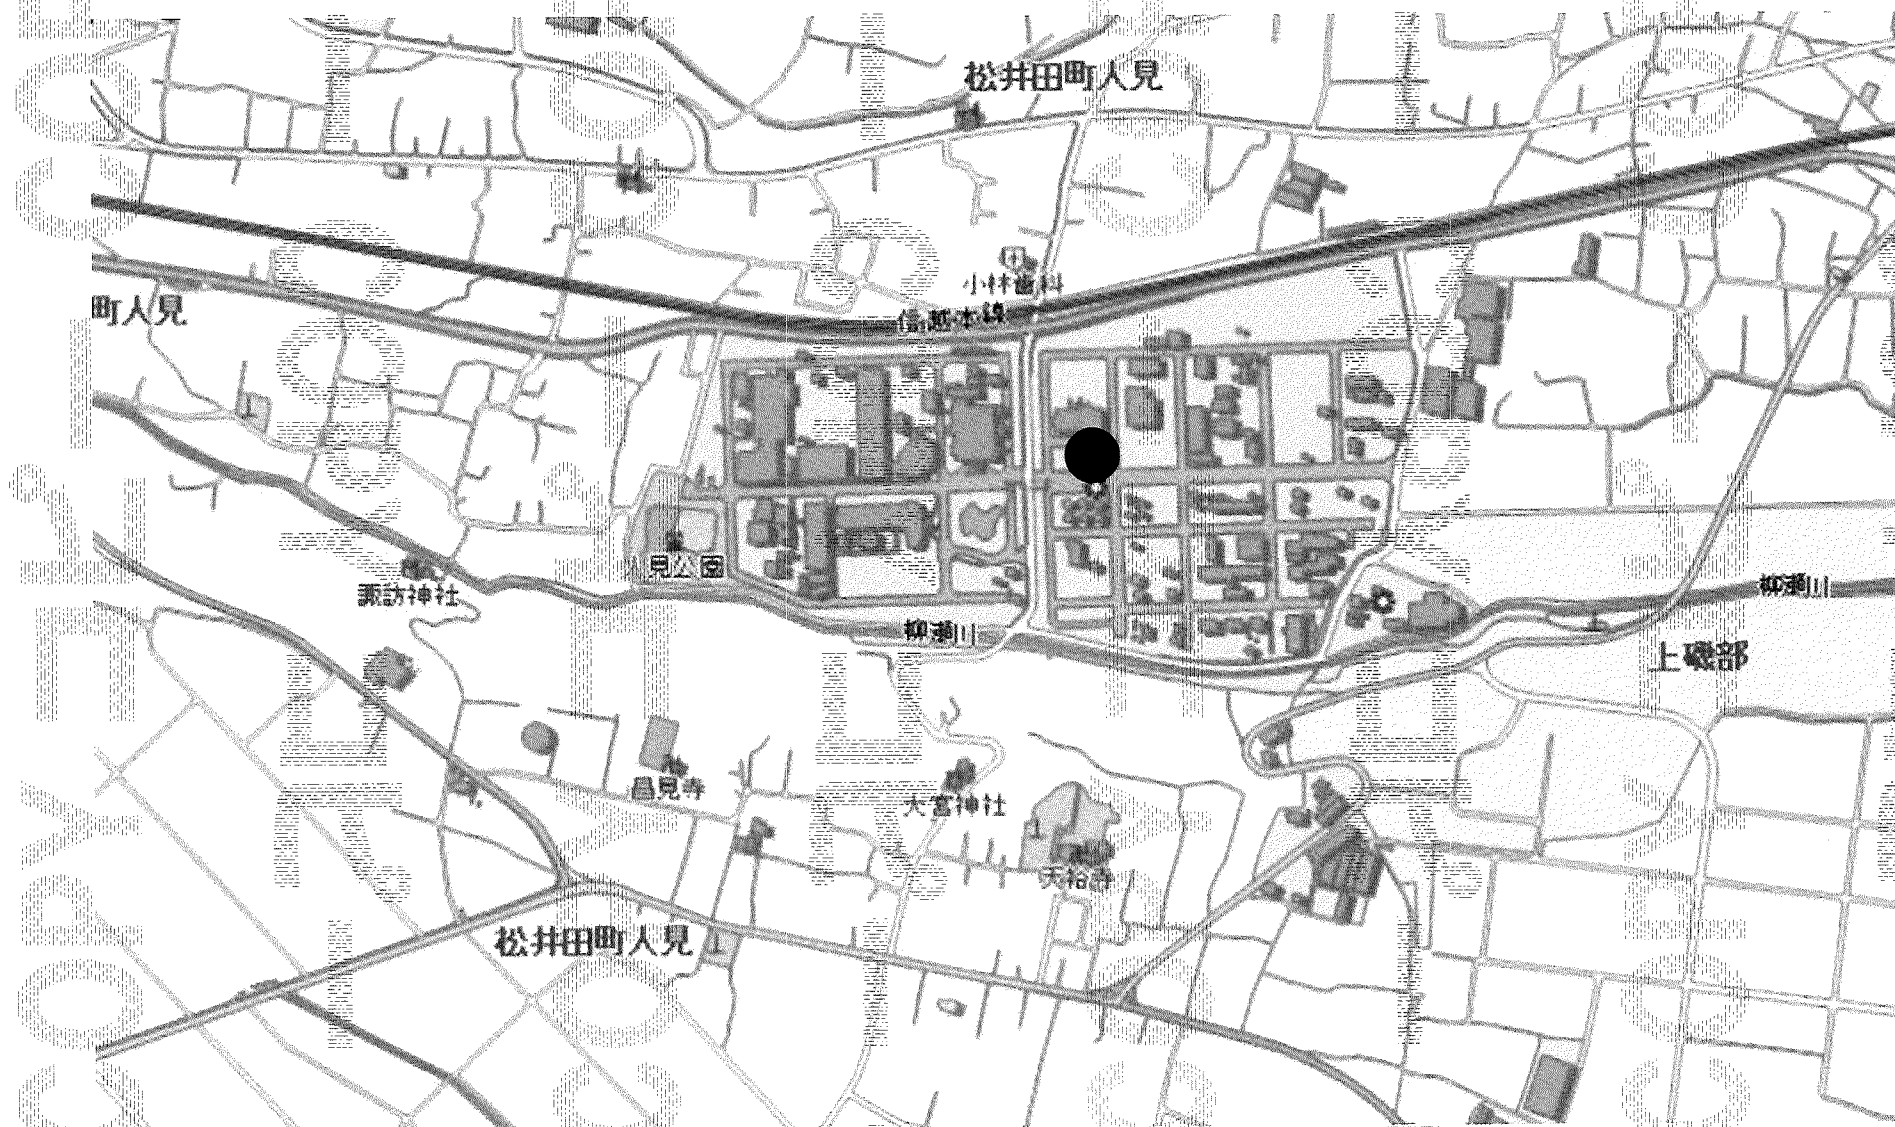 松井田町人見
小林歯科
信越本線
町人見
人見公園
諏訪神社
柳瀬川
柳瀬川
上磯部
昌見寺
大宮神社
天裕寺
松井田町人見